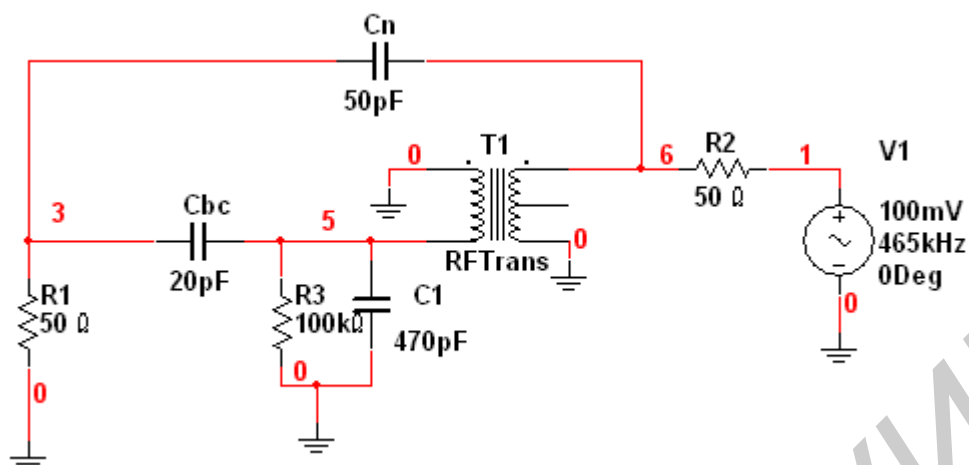 Cn
50pF
T1
0
6
R2
50 Ω
1
V1
100mV
465kHz
0Deg
0
3
Cbc
20pF
5
RFTrans
0
R1
50 Ω
0
R3
100kΩ
C1
470pF
0